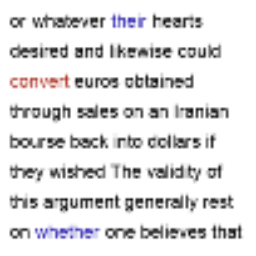 or whatever their hearts
desired and likewise could
convert euros obtained
through sales on an Iranian
bourse back into dollars if
they wished The validity of
this argument generally rest
on whether one believes that